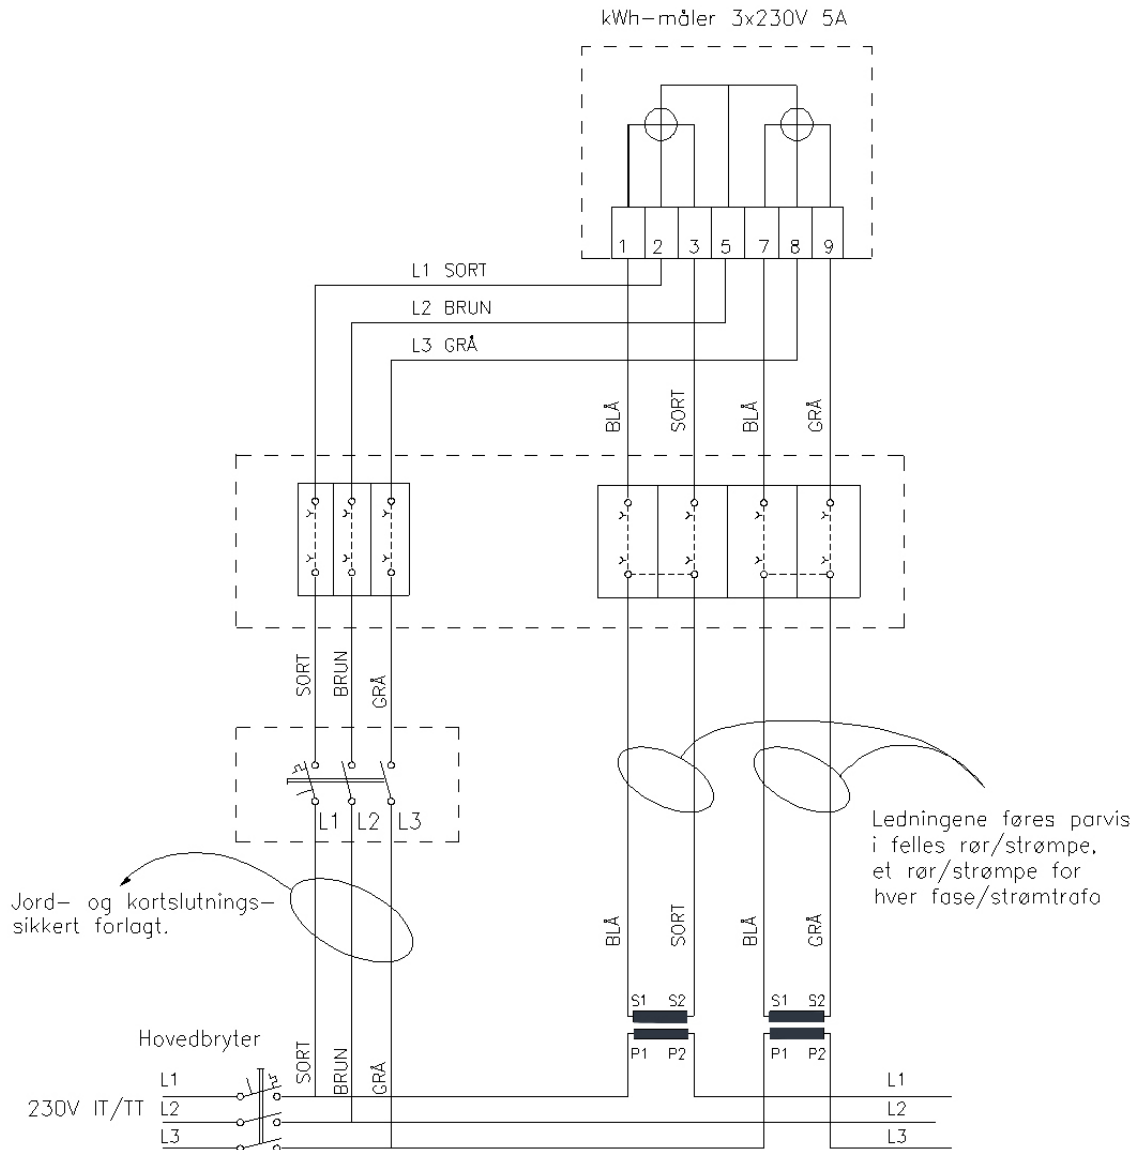 kWh-måler 3x230V 5A
1 2 3 5 7 8 9
L1 SORT
L2 BRUN
L3 GRÅ
BLÅ SORT BLÅ GRÅ
SORT BRUN GRÅ
L1 L2 L3
Ledningene føres parvis
i felles rør/strømpe,
et rør/strømpe for
hver fase/strømtrafo
Jord- og kortslutnings-
sikkert forlagt.
BLÅ SORT BLÅ GRÅ
S1 S2 S1 S2
P1 P2 P1 P2
Hovedbryter
SORT BRUN GRÅ
L1 L1
230V IT/TT L2 L2
L3 L3